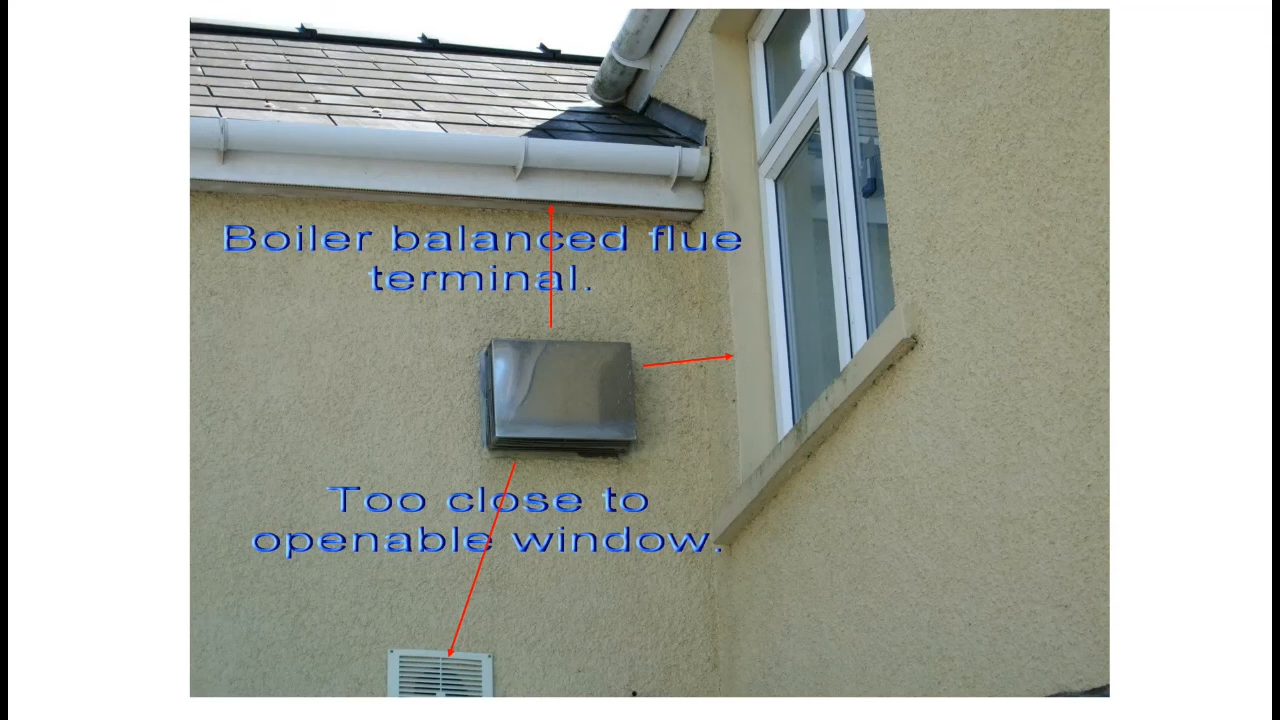 Boiler balanced flue
terminal.
Too close to
openable window.